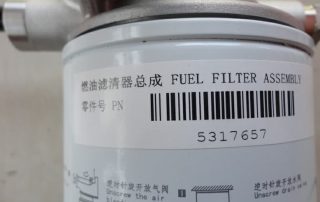 燃油滤清器总成 FUEL FILTER ASSEMBLY
零件号 PN
5317657
逆时针旋开放气阀
Unscrew the air
逆时针旋开放水阀
Unscrew drain